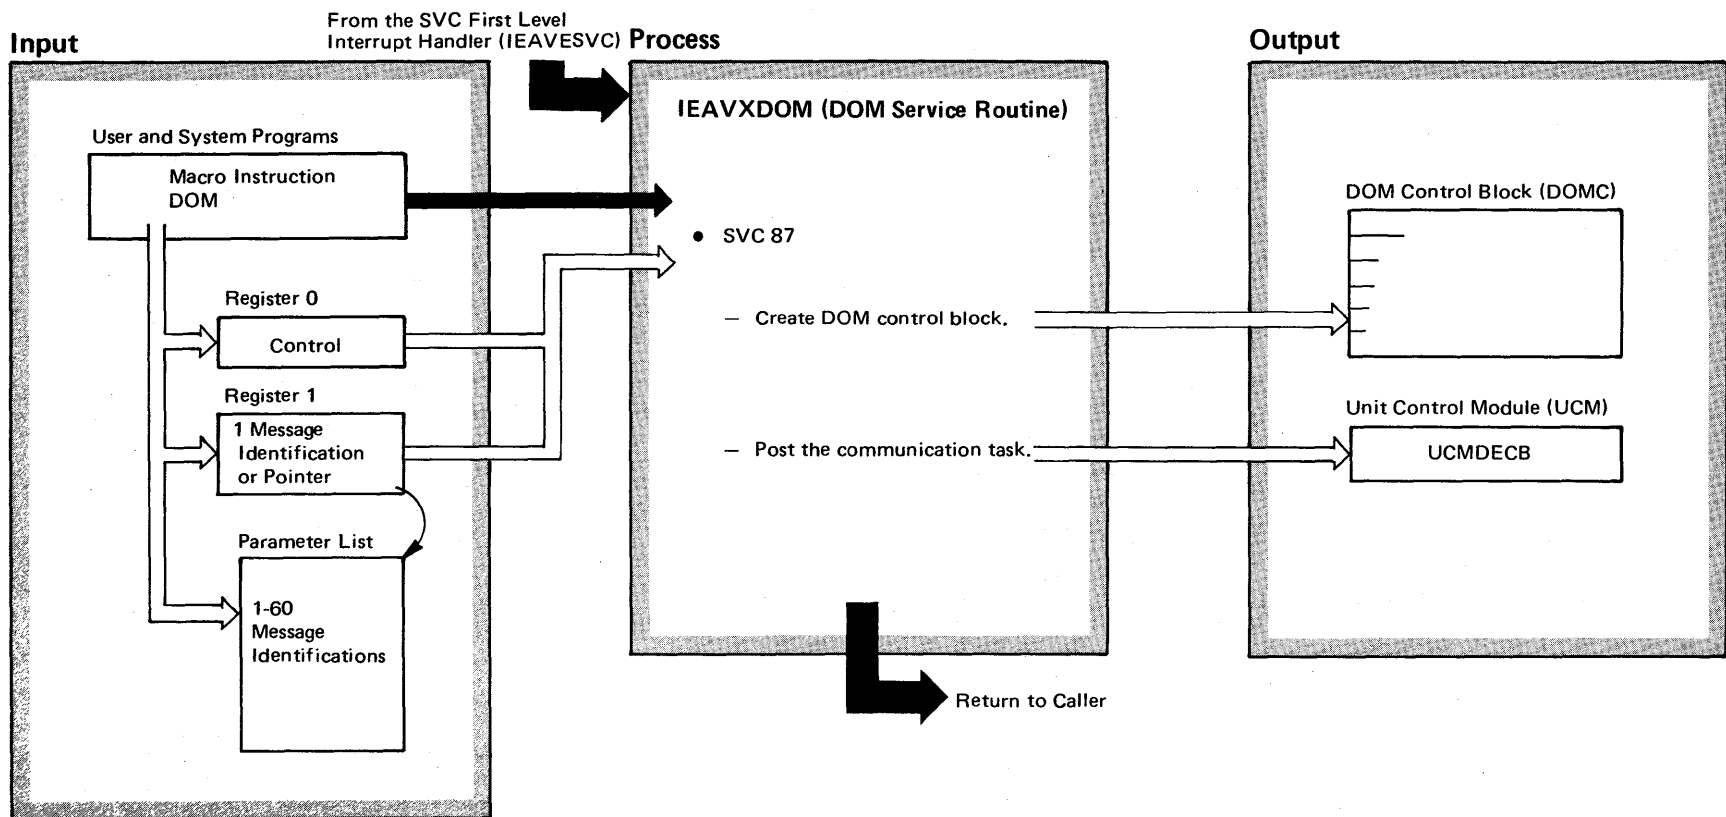 From the SVC First Level
Interrupt Handler (IEAVESVC)
Input
Process
Output
User and System Programs
Macro Instruction
DOM
Register 0
Control
Register 1
1 Message
Identification
or Pointer
Parameter List
1-60
Message
Identifications
IEAVXDOM (DOM Service Routine)
• SVC 87
– Create DOM control block.
– Post the communication task.
Return to Caller
DOM Control Block (DOMC)
Unit Control Module (UCM)
UCMDECB